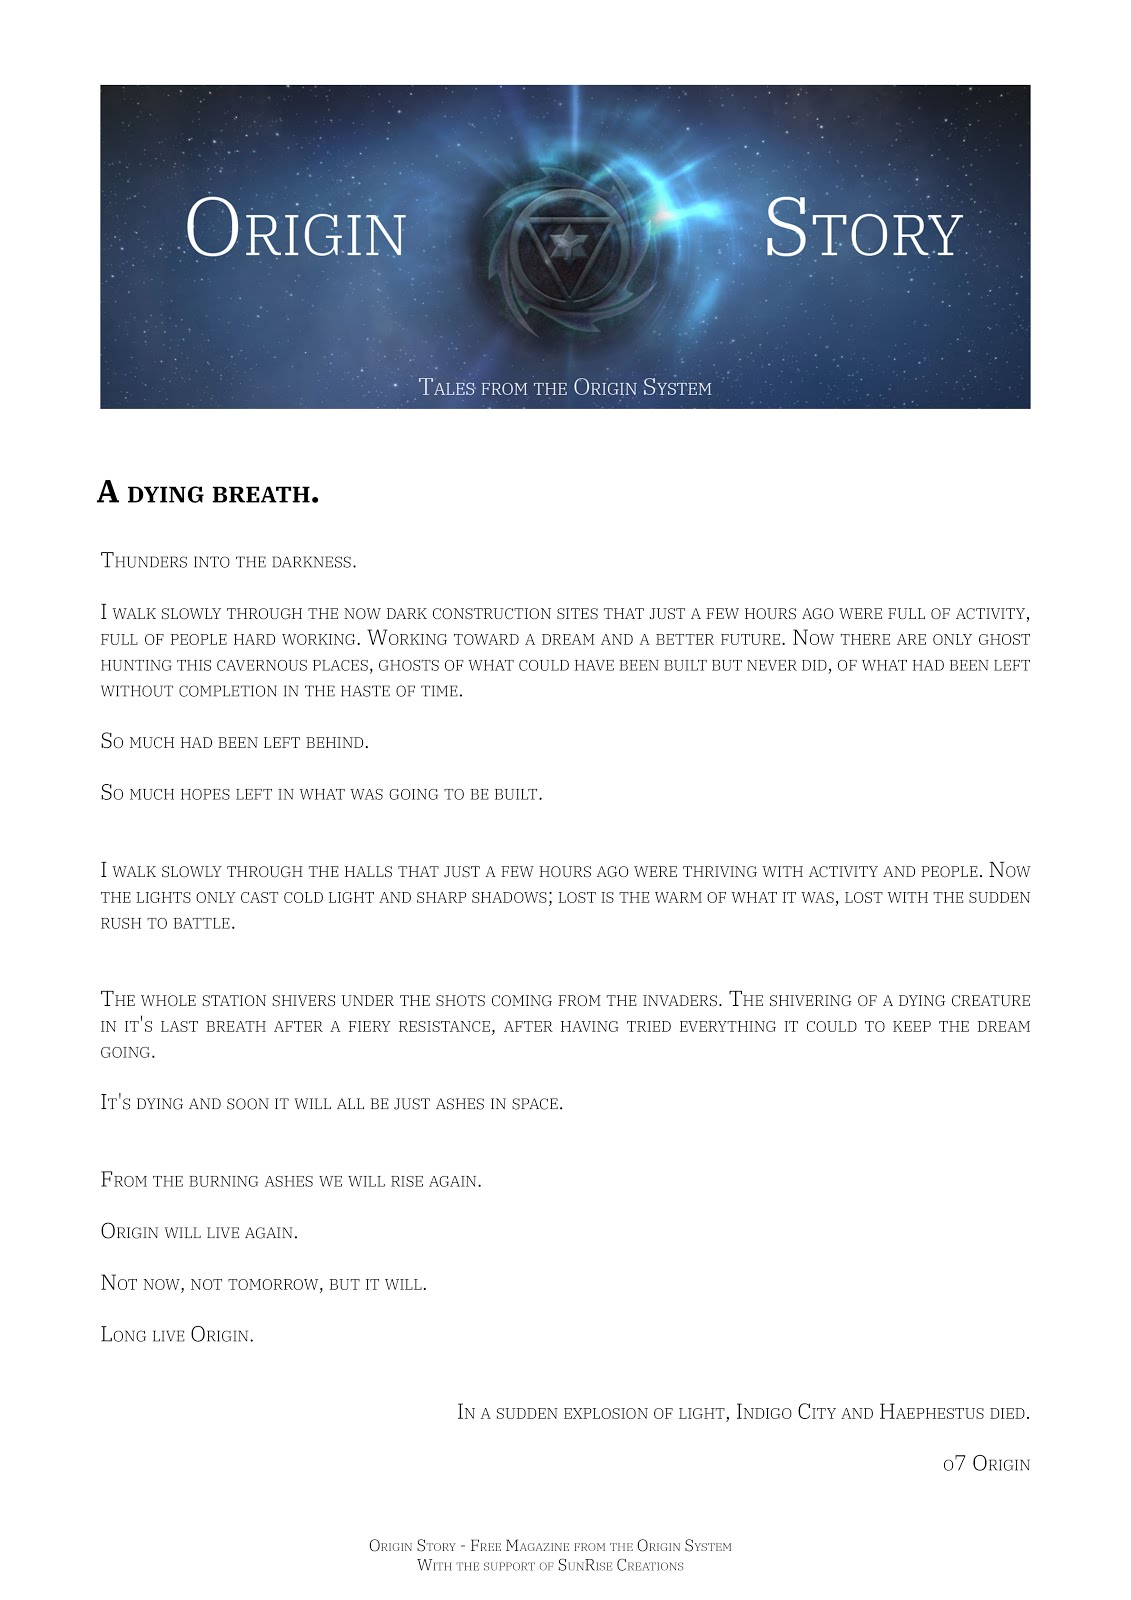 Origin Story
Tales from the Origin System
A dying breath.
Thunders into the darkness.
I walk slowly through the now dark construction sites that just a few hours ago were full of activity,
full of people hard working. Working toward a dream and a better future. Now there are only ghost
hunting this cavernous places, ghosts of what could have been built but never did, of what had been left
without completion in the haste of time.
So much had been left behind.
So much hopes left in what was going to be built.
I walk slowly through the halls that just a few hours ago were thriving with activity and people. Now
the lights only cast cold light and sharp shadows; lost is the warm of what it was, lost with the sudden
rush to battle.
The whole station shivers under the shots coming from the invaders. The shivering of a dying creature
in it's last breath after a fiery resistance, after having tried everything it could to keep the dream
going.
It's dying and soon it will all be just ashes in space.
From the burning ashes we will rise again.
Origin will live again.
Not now, not tomorrow, but it will.
Long live Origin.
In a sudden explosion of light, Indigo City and Haephestus died.
o7 Origin
Origin Story - Free Magazine from the Origin System
With the support of SunRise Creations